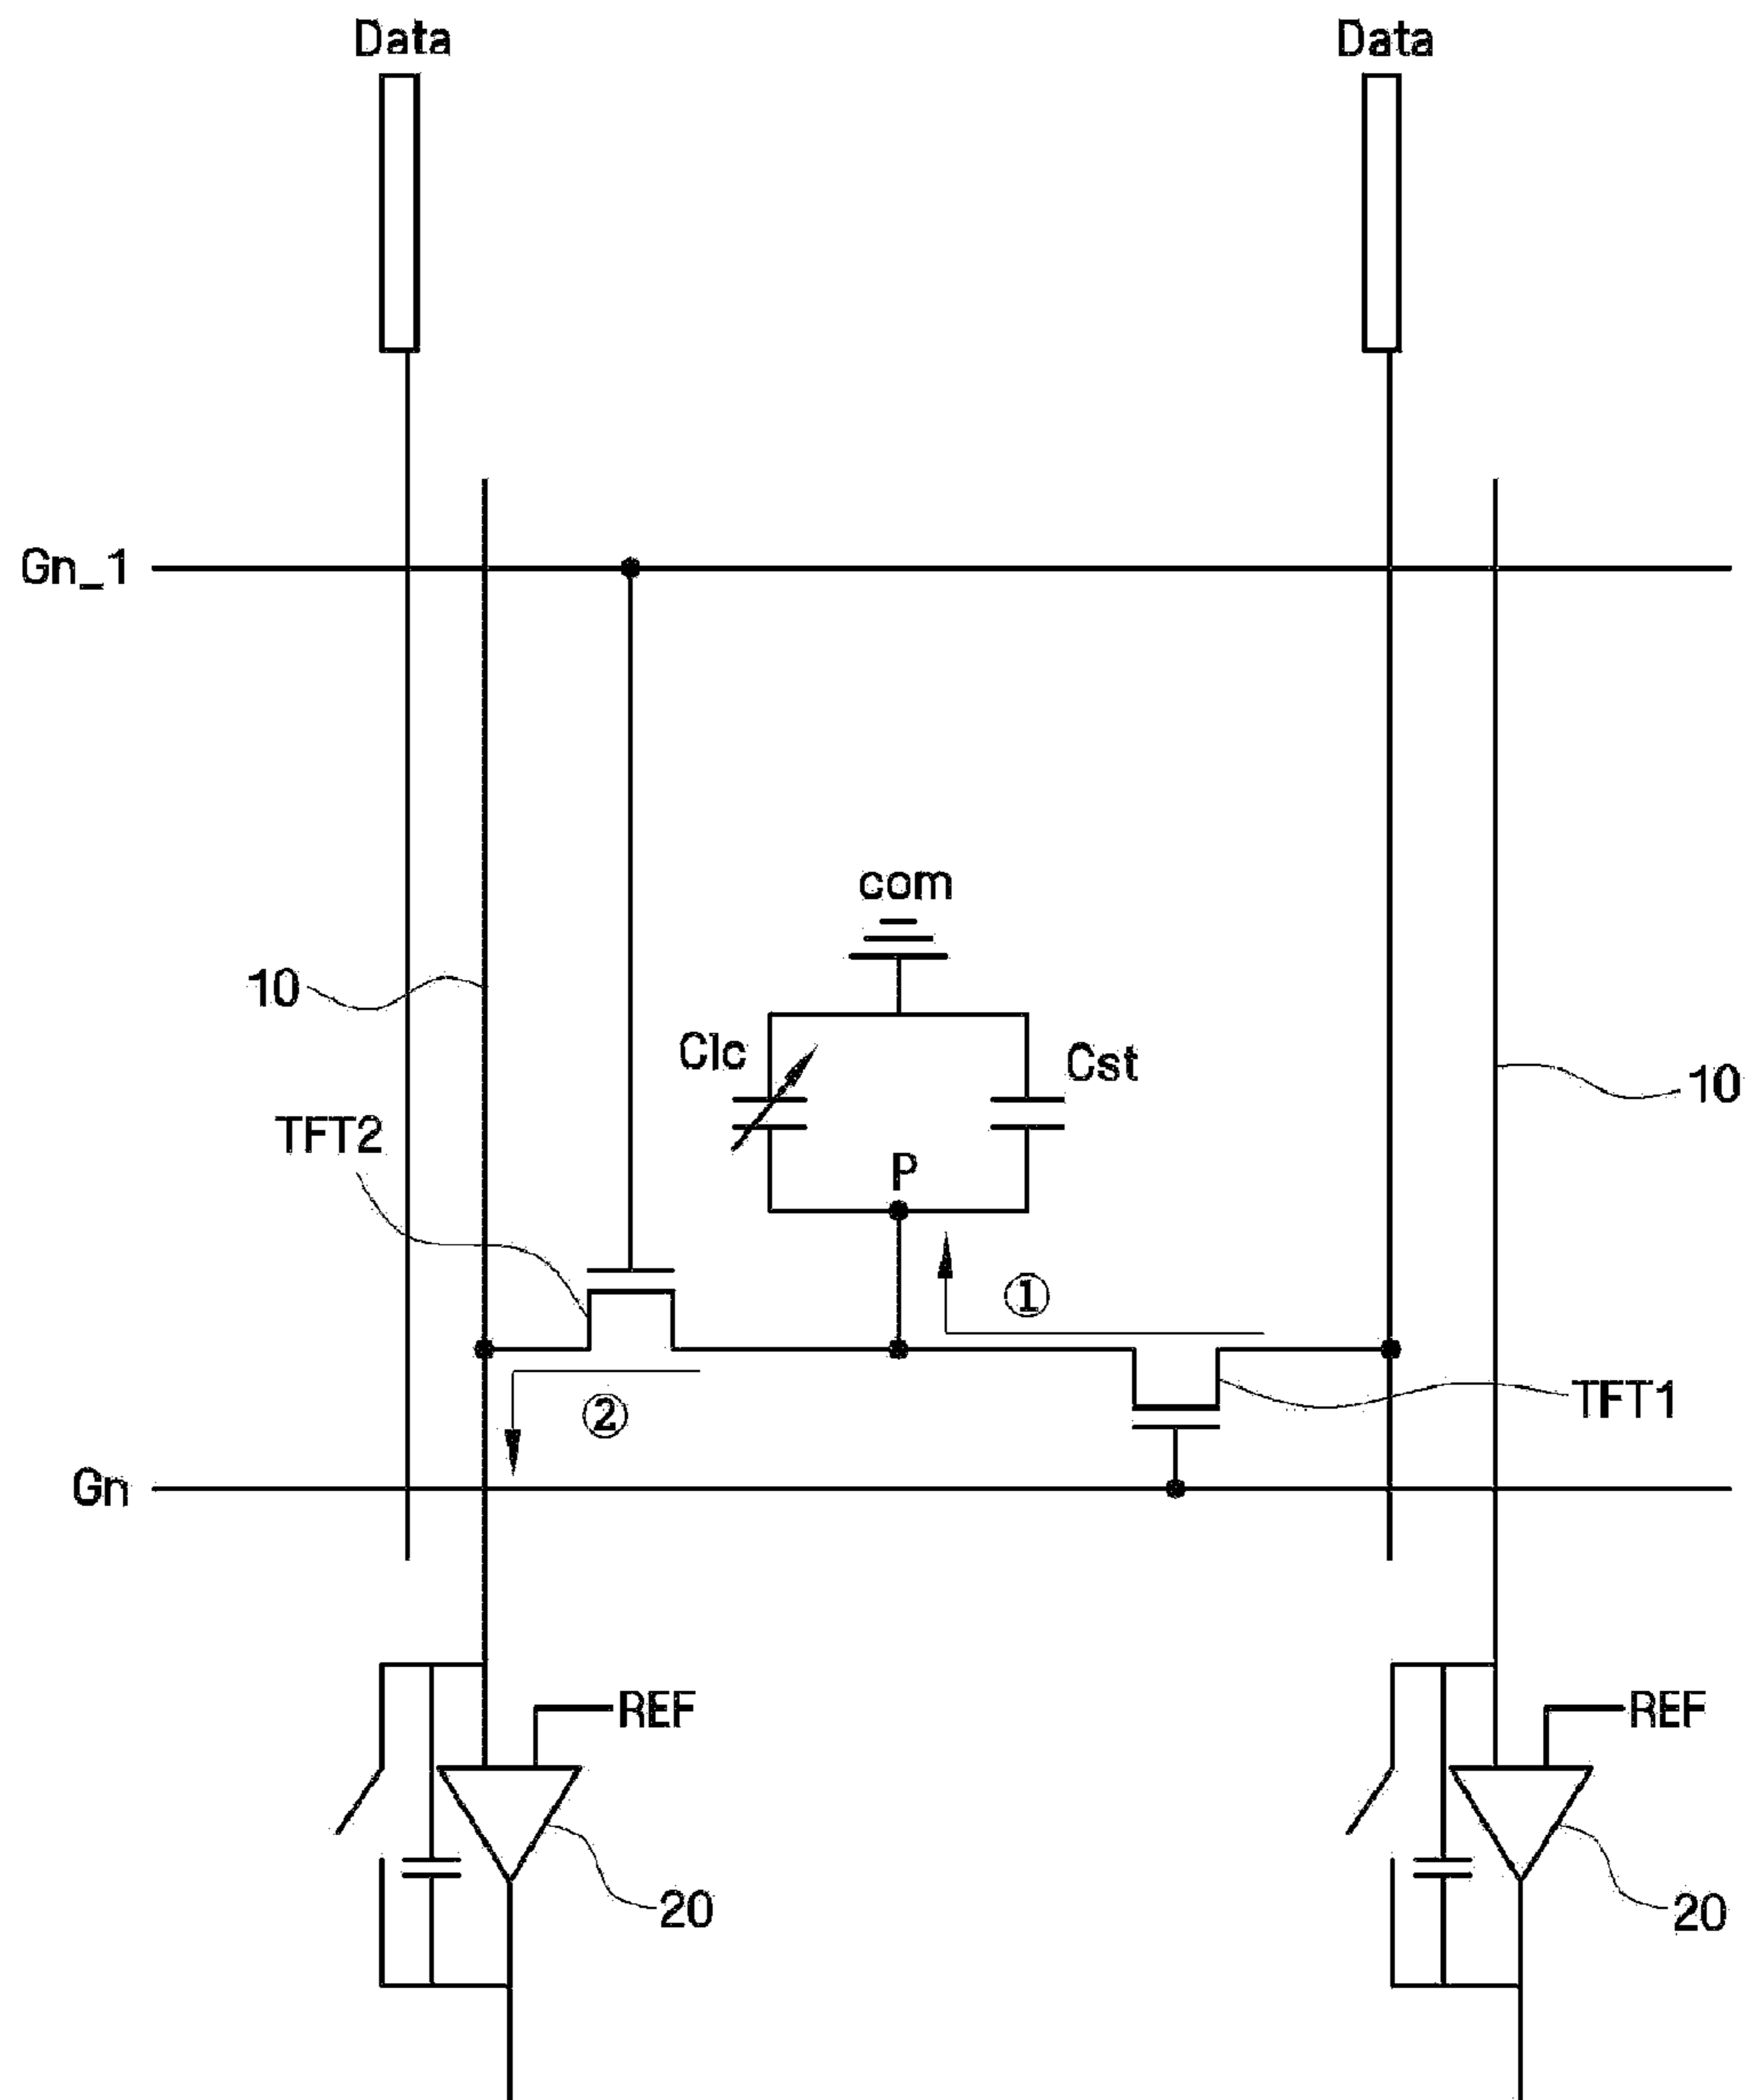 Data
Data
Gn_1
com
10
Clc
Cst
10
TFT2
P
①
②
TFT1
Gn
REF
REF
20
20